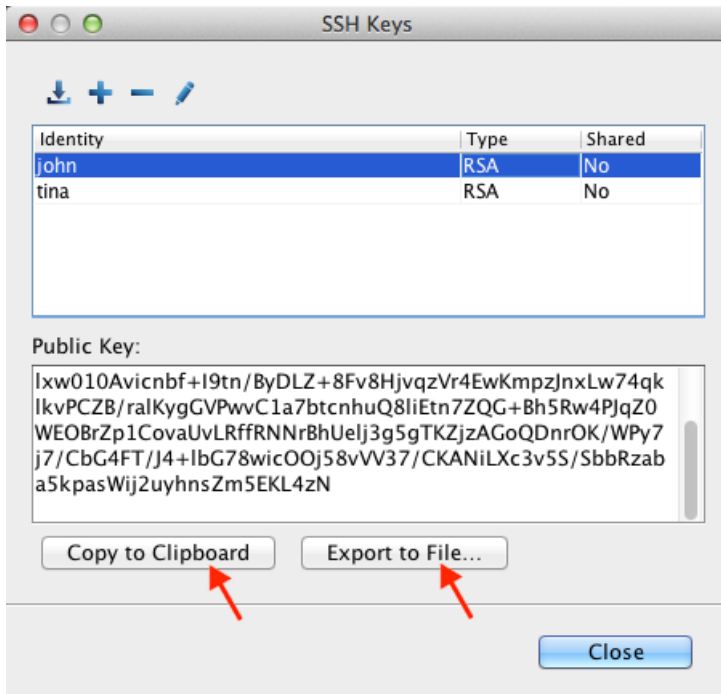 SSH Keys
Identity Type Shared
john RSA No
tina RSA No
Public Key:
lxw010Avicnbf+I9tn/ByDLZ+8Fv8HjvqzVr4EwKmpzJnxLw74qk
lkvPCZB/ralKygGVPwvC1a7btcnhuQ8liEtn7ZQG+Bh5Rw4PJqZ0
WEOBrZp1CovaUvLRffRNNrBhUelj3g5gTKZjzAGoQDnrOK/WPy7
j7/CbG4FT/J4+lbG78wicOOj58vVV37/CKANiLXc3v5S/SbbRzab
a5kpasWij2uyhnsZm5EKL4zN
Copy to Clipboard Export to File...
Close